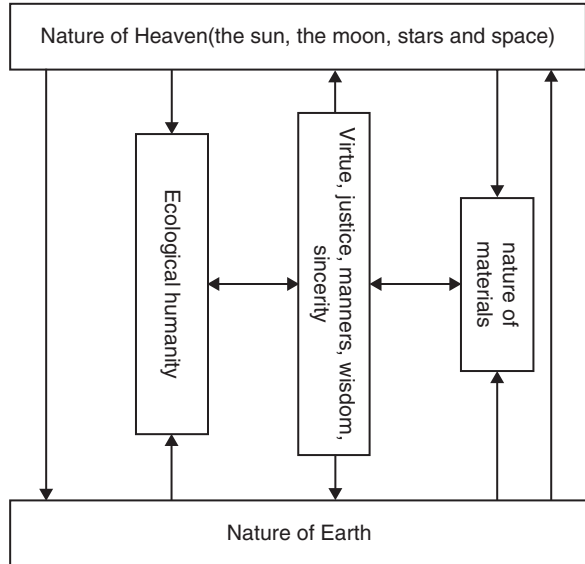 Nature of Heaven(the sun, the moon, stars and space)
Ecological humanity
Virtue, justice, manners, wisdom,
sincerity
nature of
materials
Nature of Earth